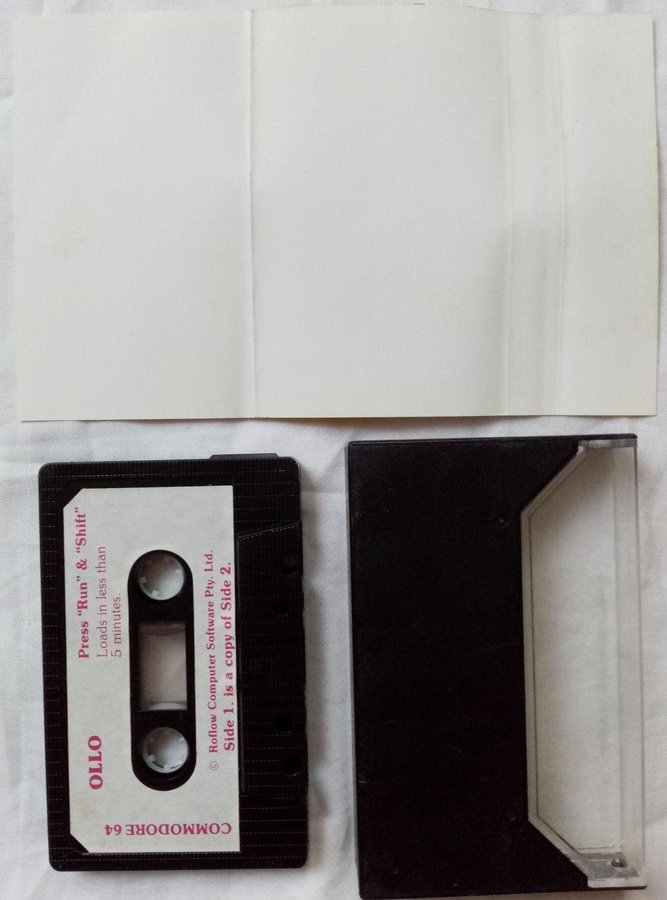 OLLO
Press "Run" & "Shift"
Loads in less than
5 minutes.
© Roflow Computer Software Pty. Ltd.
Side 1. is a copy of Side 2.
COMMODORE 64